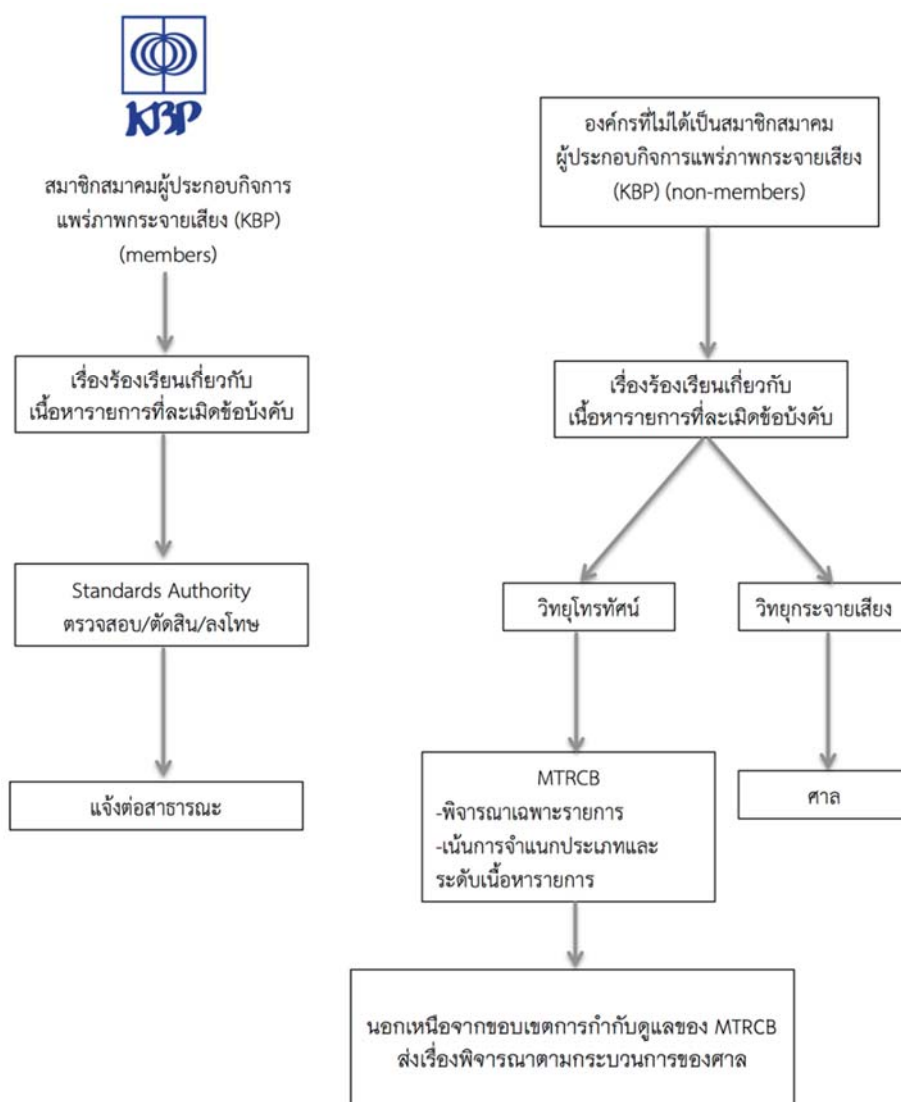 KBP
สมาชิกสมาคมผู้ประกอบกิจการ
แพร่ภาพกระจายเสียง (KBP)
(members)
เรื่องร้องเรียนเกี่ยวกับ
เนื้อหารายการที่ละเมิดข้อบ้งคับ
Standards Authority
ตรวจสอบ/ตัดสิน/ลงโทษ
แจ้งต่อสาธารณะ
องค์กรที่ไม่ได้เป็นสมาชิกสมาคม
ผู้ประกอบกิจการแพร่ภาพกระจายเสียง
(KBP) (non-members)
เรื่องร้องเรียนเกี่ยวกับ
เนื้อหารายการที่ละเมิดข้อบ้งคับ
วิทยุโทรทัศน์
วิทยุกระจายเสียง
MTRCB
-พิจารณาเฉพาะรายการ
-เน้นการจำแนกประเภทและ
ระดับเนื้อหารายการ
ศาล
นอกเหนือจากขอบเขตการกำกับดูแลของ MTRCB
ส่งเรื่องพิจารณาตามกระบวนการของศาล